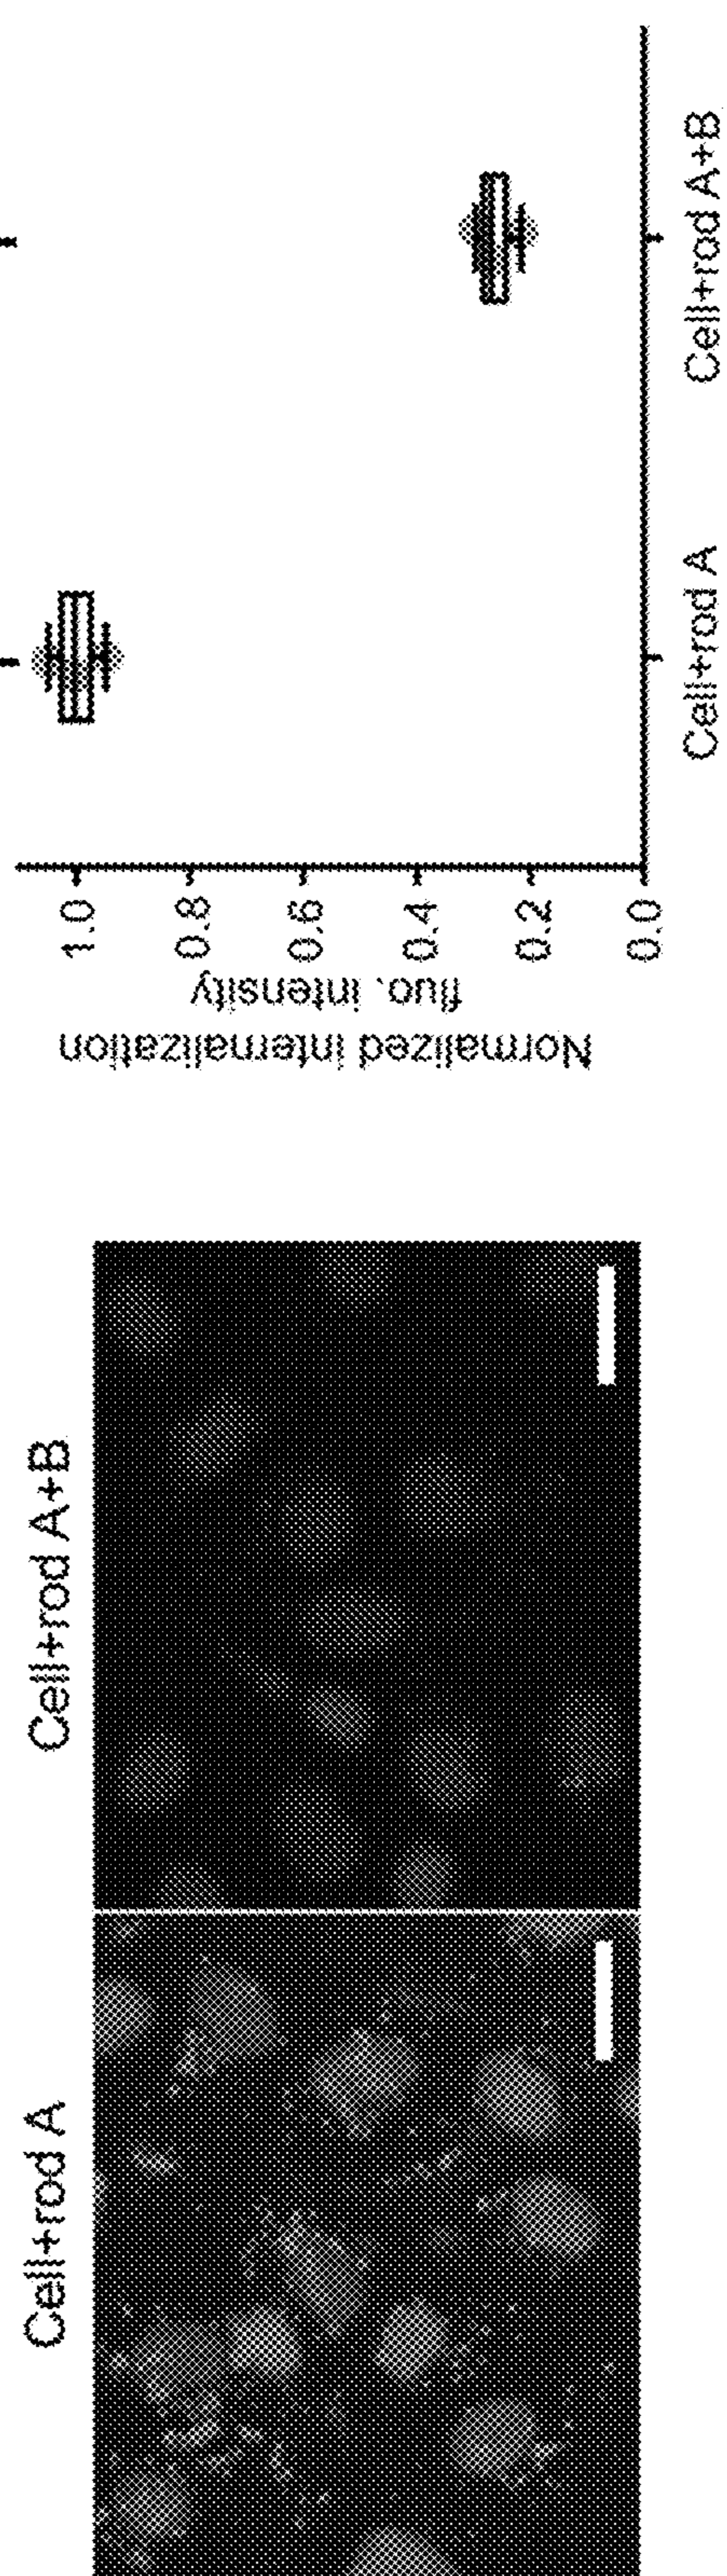 Cell+rod A
Cell+rod A+B
Normalized internalization
fluo. intensity
1.0
0.8
0.6
0.4
0.2
0.0
Cell+rod A
Cell+rod A+B